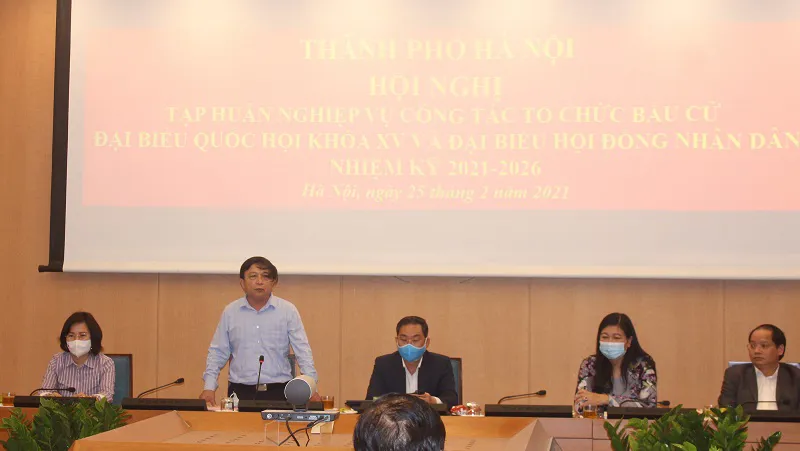 THÀNH PHỐ HÀ NỘI
HỘI NGHỊ
TẬP HUẤN NGHIỆP VỤ CÔNG TÁC TỔ CHỨC BẦU CỬ
ĐẠI BIỂU QUỐC HỘI KHÓA XV VÀ ĐẠI BIỂU HỘI ĐỒNG NHÂN DÂN
NHIỆM KỲ 2021-2026
Hà Nội, ngày 25 tháng 2 năm 2021